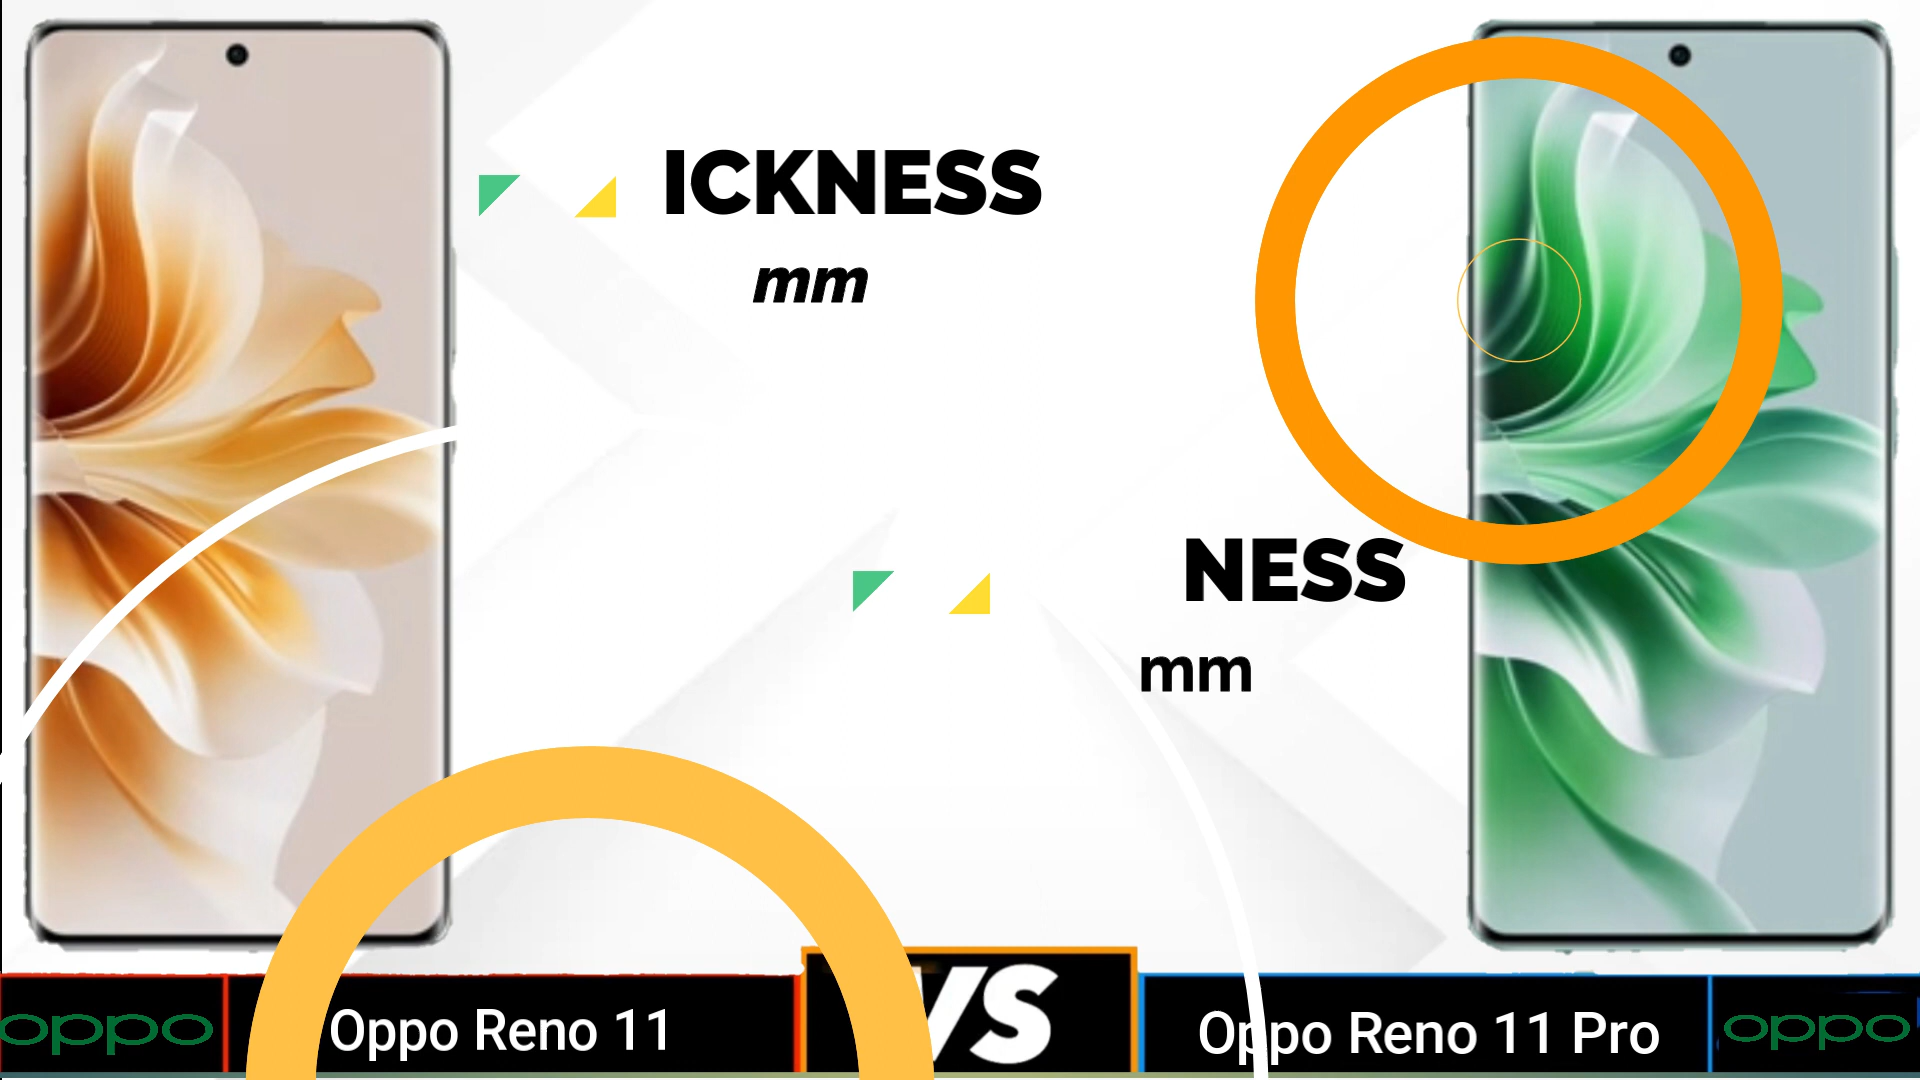 ICKNESS
mm
NESS
mm
oppo
Oppo Reno 11
VS
Oppo Reno 11 Pro
oppo